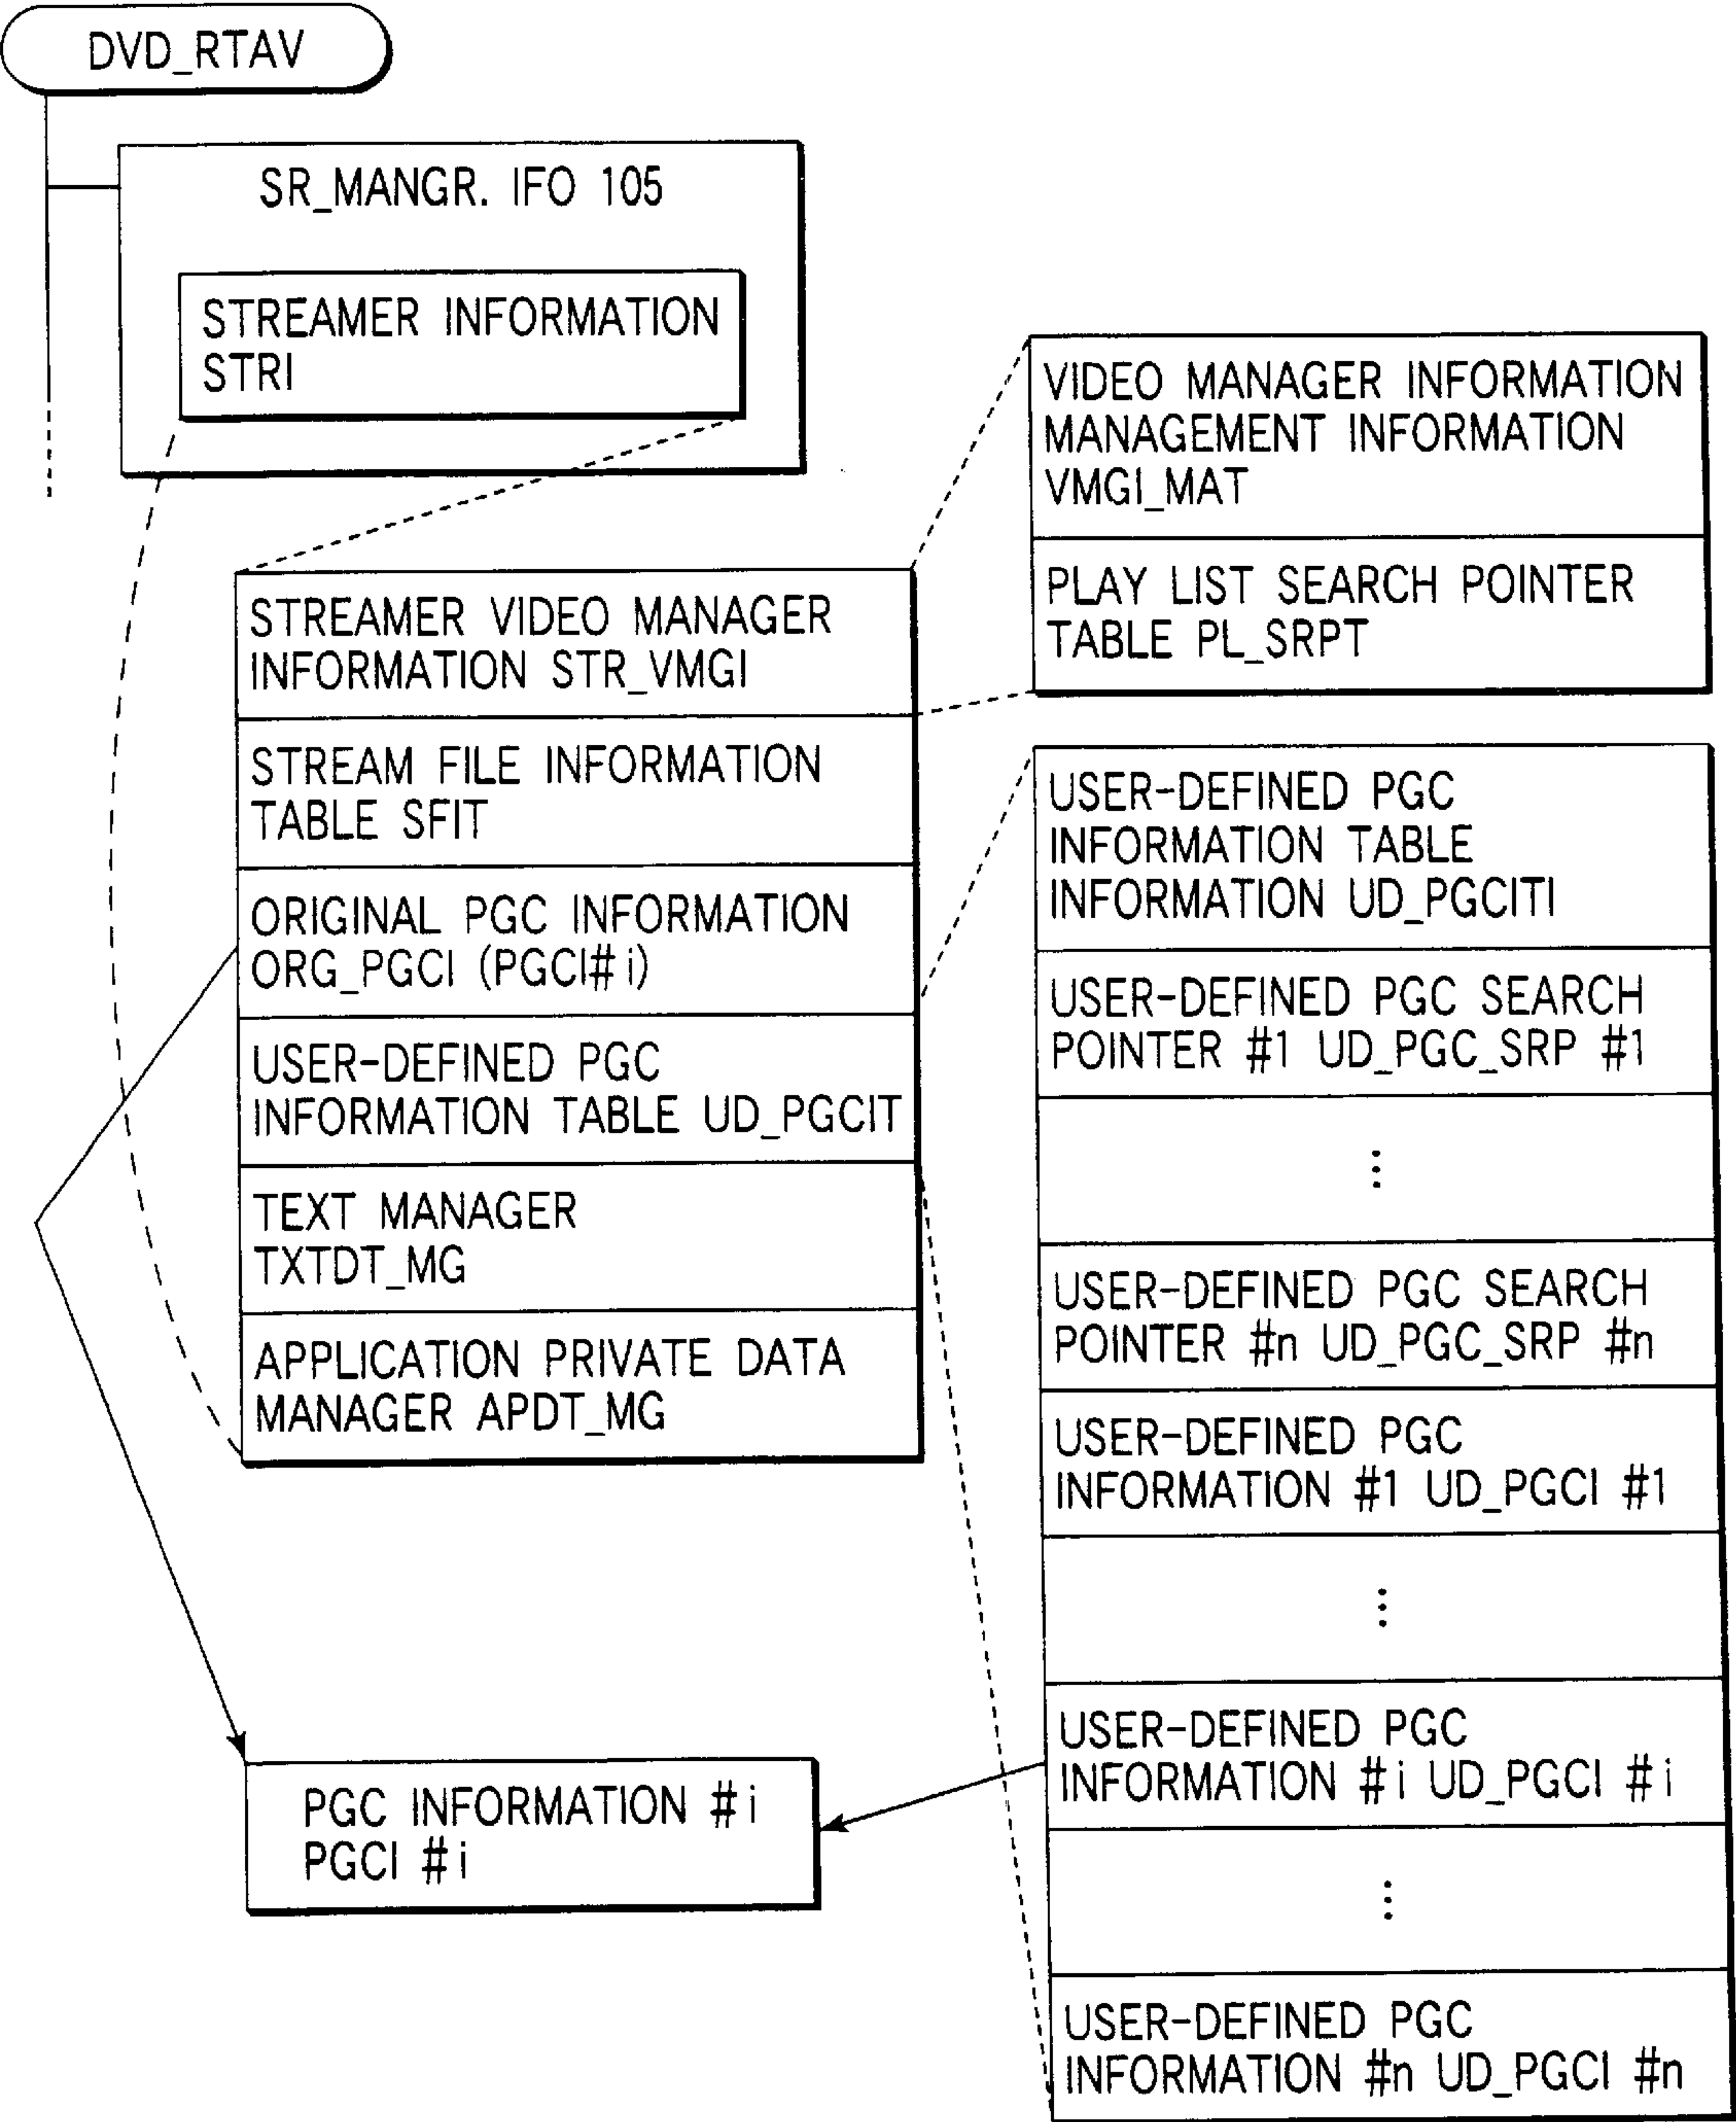 DVD_RTAV
SR_MANGR. IFO 105
STREAMER INFORMATION
STRI
STREAMER VIDEO MANAGER
INFORMATION STR_VMGI
STREAM FILE INFORMATION
TABLE SFIT
ORIGINAL PGC INFORMATION
ORG_PGCI (PGCI# i)
USER-DEFINED PGC
INFORMATION TABLE UD_PGCIT
TEXT MANAGER
TXTDT_MG
APPLICATION PRIVATE DATA
MANAGER APDT_MG
PGC INFORMATION # i
PGCI # i
VIDEO MANAGER INFORMATION
MANAGEMENT INFORMATION
VMGI_MAT
PLAY LIST SEARCH POINTER
TABLE PL_SRPT
USER-DEFINED PGC
INFORMATION TABLE
INFORMATION UD_PGCITI
USER-DEFINED PGC SEARCH
POINTER #1 UD_PGC_SRP #1
⋮
USER-DEFINED PGC SEARCH
POINTER #n UD_PGC_SRP #n
USER-DEFINED PGC
INFORMATION #1 UD_PGCI #1
⋮
USER-DEFINED PGC
INFORMATION # i UD_PGCI # i
⋮
USER-DEFINED PGC
INFORMATION #n UD_PGCI #n